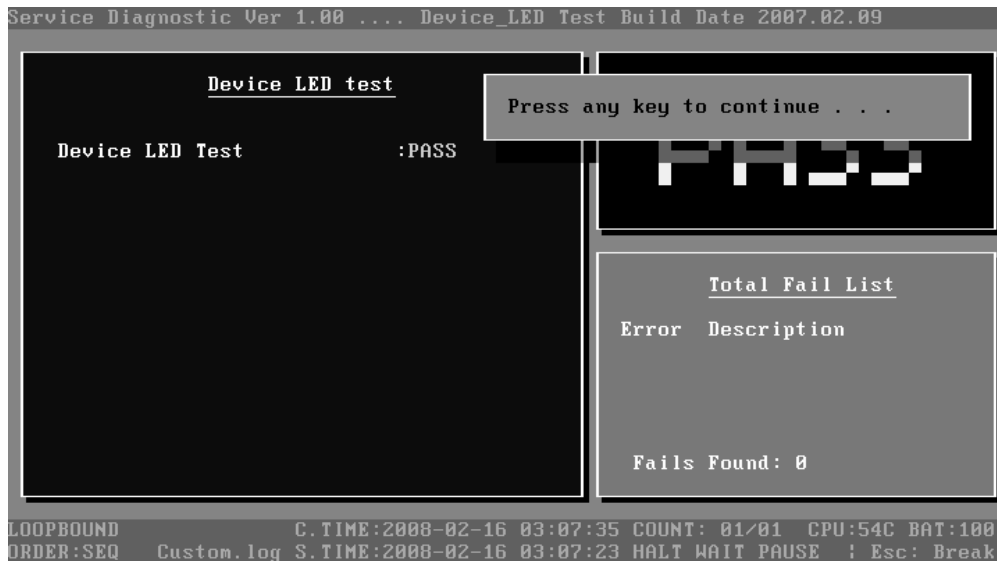 Service Diagnostic Ver 1.00 .... Device_LED Test Build Date 2007.02.09
Device LED test
Press any key to continue . . .
Device LED Test :PASS
PASS
Total Fail List
Error Description
Fails Found: 0
LOOPBOUND C.TIME:2008-02-16 03:07:35 COUNT: 01/01 CPU:54C BAT:100
ORDER:SEQ Custom.log S.TIME:2008-02-16 03:07:23 HALT WAIT PAUSE ¦ Esc: Break